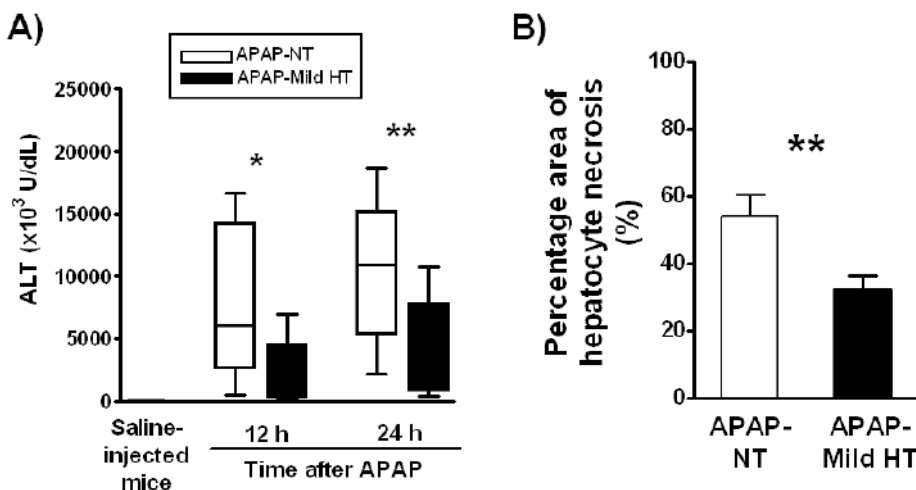 A)
APAP-NT
APAP-Mild HT
ALT (x10³ U/dL)
25000
20000
15000
10000
5000
0
*
**
Saline-
injected
mice
12 h
24 h
Time after APAP
B)
Percentage area of
hepatocyte necrosis
(%)
100
80
60
40
20
0
**
APAP-
NT
APAP-
Mild HT